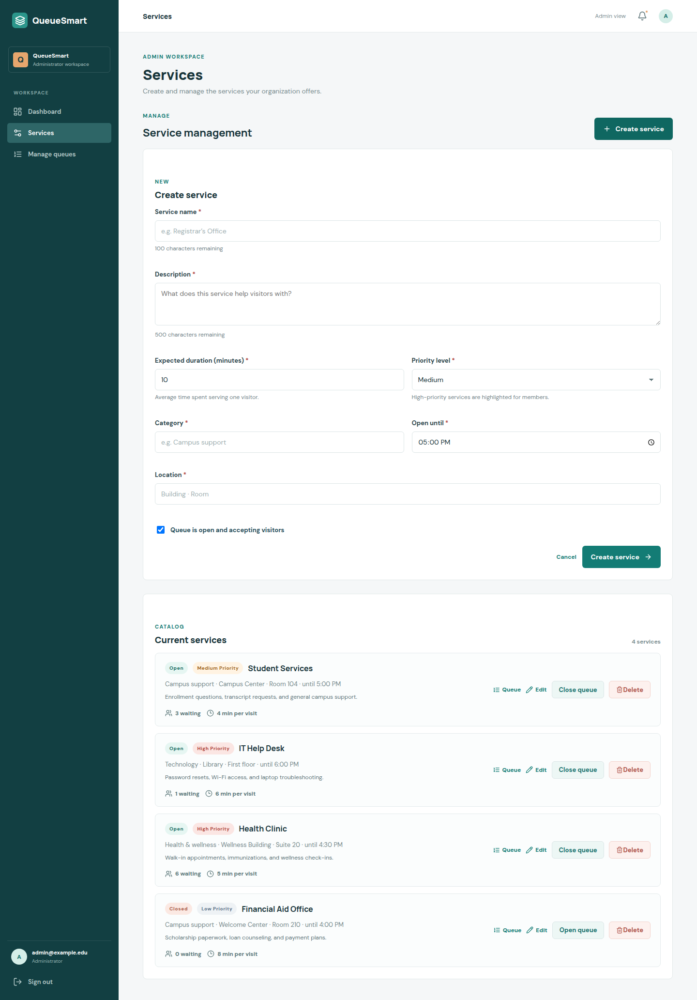 QueueSmart
Q
QueueSmart
Administrator workspace
WORKSPACE
Dashboard
Services
Manage queues
A
admin@example.edu
Administrator
Sign out
Services
Admin view
A
ADMIN WORKSPACE
Services
Create and manage the services your organization offers.
MANAGE
Service management
Create service
NEW
Create service
Service name *
e.g. Registrar's Office
100 characters remaining
Description *
What does this service help visitors with?
500 characters remaining
Expected duration (minutes) *
10
Average time spent serving one visitor.
Priority level *
Medium
High-priority services are highlighted for members.
Category *
e.g. Campus support
Open until *
05:00 PM
Location *
Building · Room
Queue is open and accepting visitors
Cancel
Create service
CATALOG
Current services
4 services
Open Medium Priority Student Services
Campus support · Campus Center · Room 104 · until 5:00 PM
Enrollment questions, transcript requests, and general campus support.
3 waiting 4 min per visit
Queue Edit Close queue Delete
Open High Priority IT Help Desk
Technology · Library · First floor · until 6:00 PM
Password resets, Wi-Fi access, and laptop troubleshooting.
1 waiting 6 min per visit
Queue Edit Close queue Delete
Open High Priority Health Clinic
Health & wellness · Wellness Building · Suite 20 · until 4:30 PM
Walk-in appointments, immunizations, and wellness check-ins.
6 waiting 5 min per visit
Queue Edit Close queue Delete
Closed Low Priority Financial Aid Office
Campus support · Welcome Center · Room 210 · until 4:00 PM
Scholarship paperwork, loan counseling, and payment plans.
0 waiting 8 min per visit
Queue Edit Open queue Delete